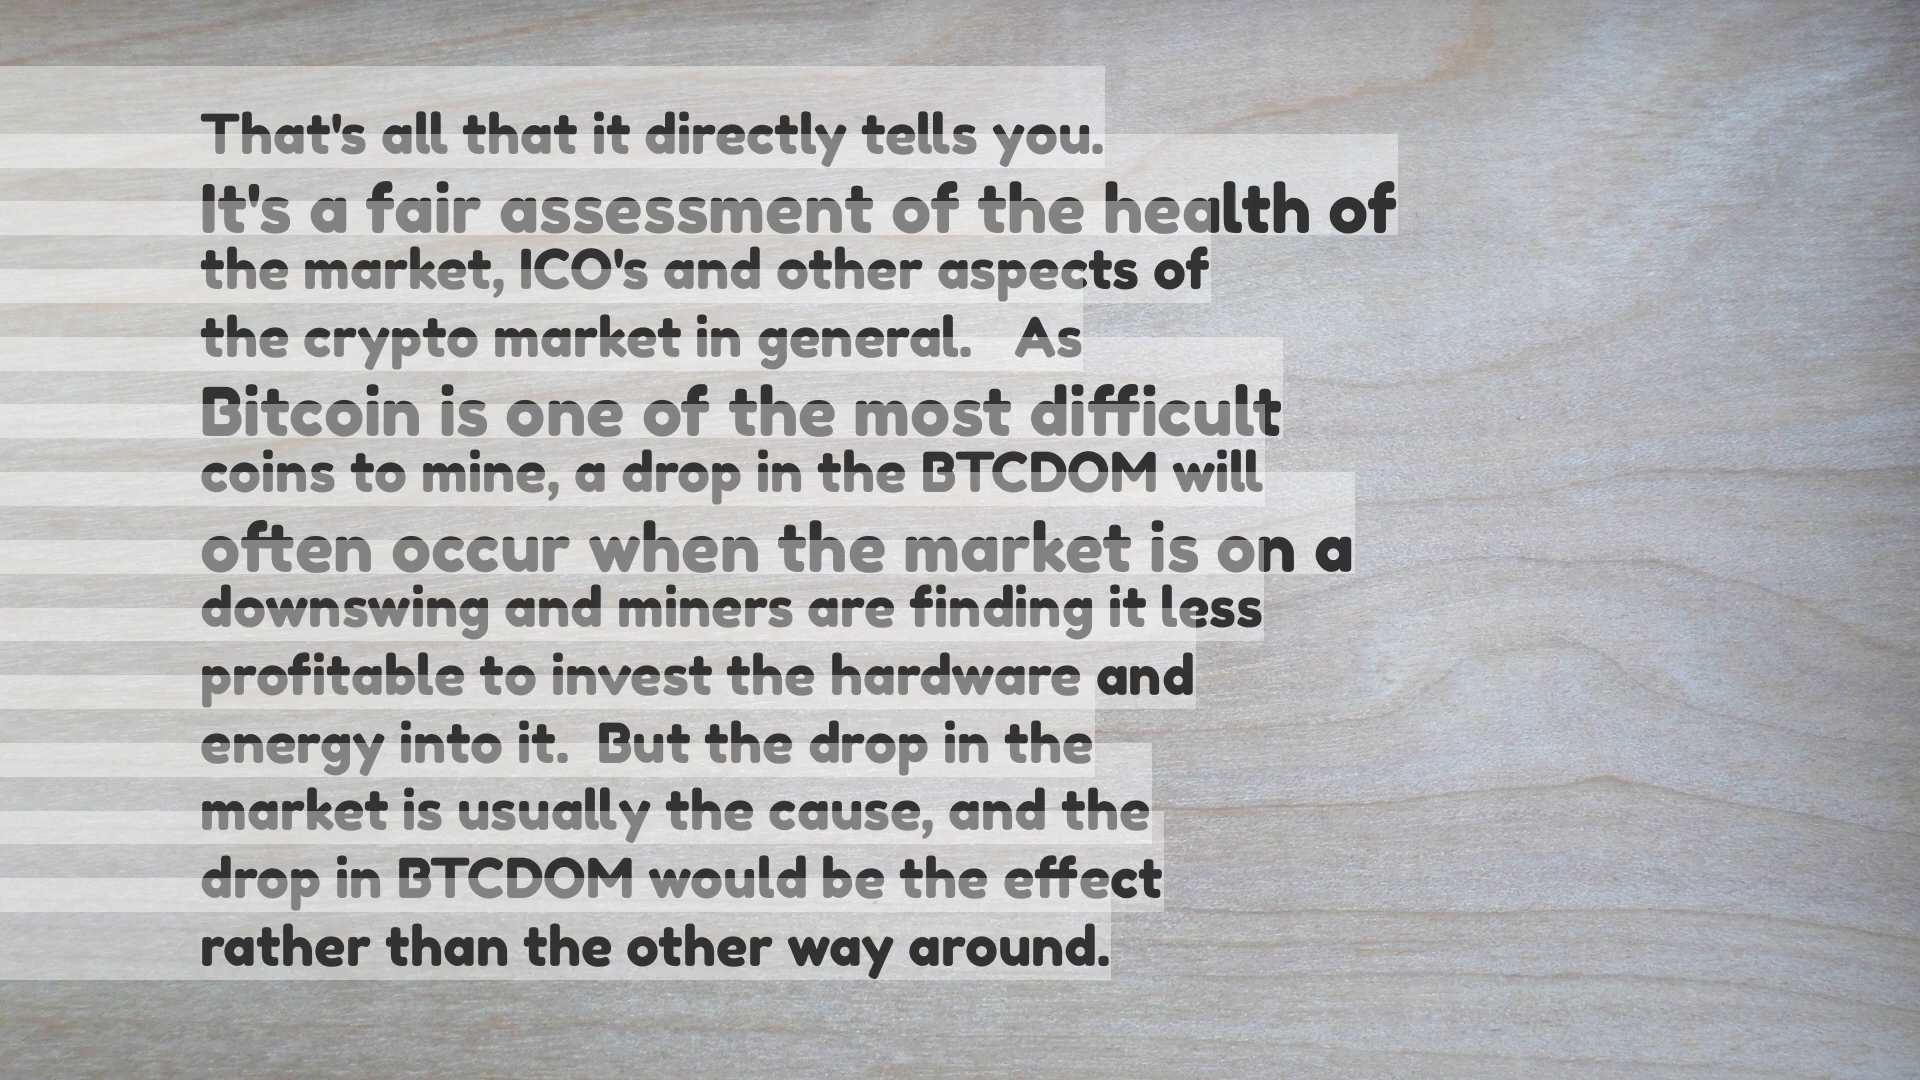 That's all that it directly tells you.
It's a fair assessment of the health of
the market, ICO's and other aspects of
the crypto market in general.   As
Bitcoin is one of the most difficult
coins to mine, a drop in the BTCDOM will
often occur when the market is on a
downswing and miners are finding it less
profitable to invest the hardware and
energy into it.  But the drop in the
market is usually the cause, and the
drop in BTCDOM would be the effect
rather than the other way around.